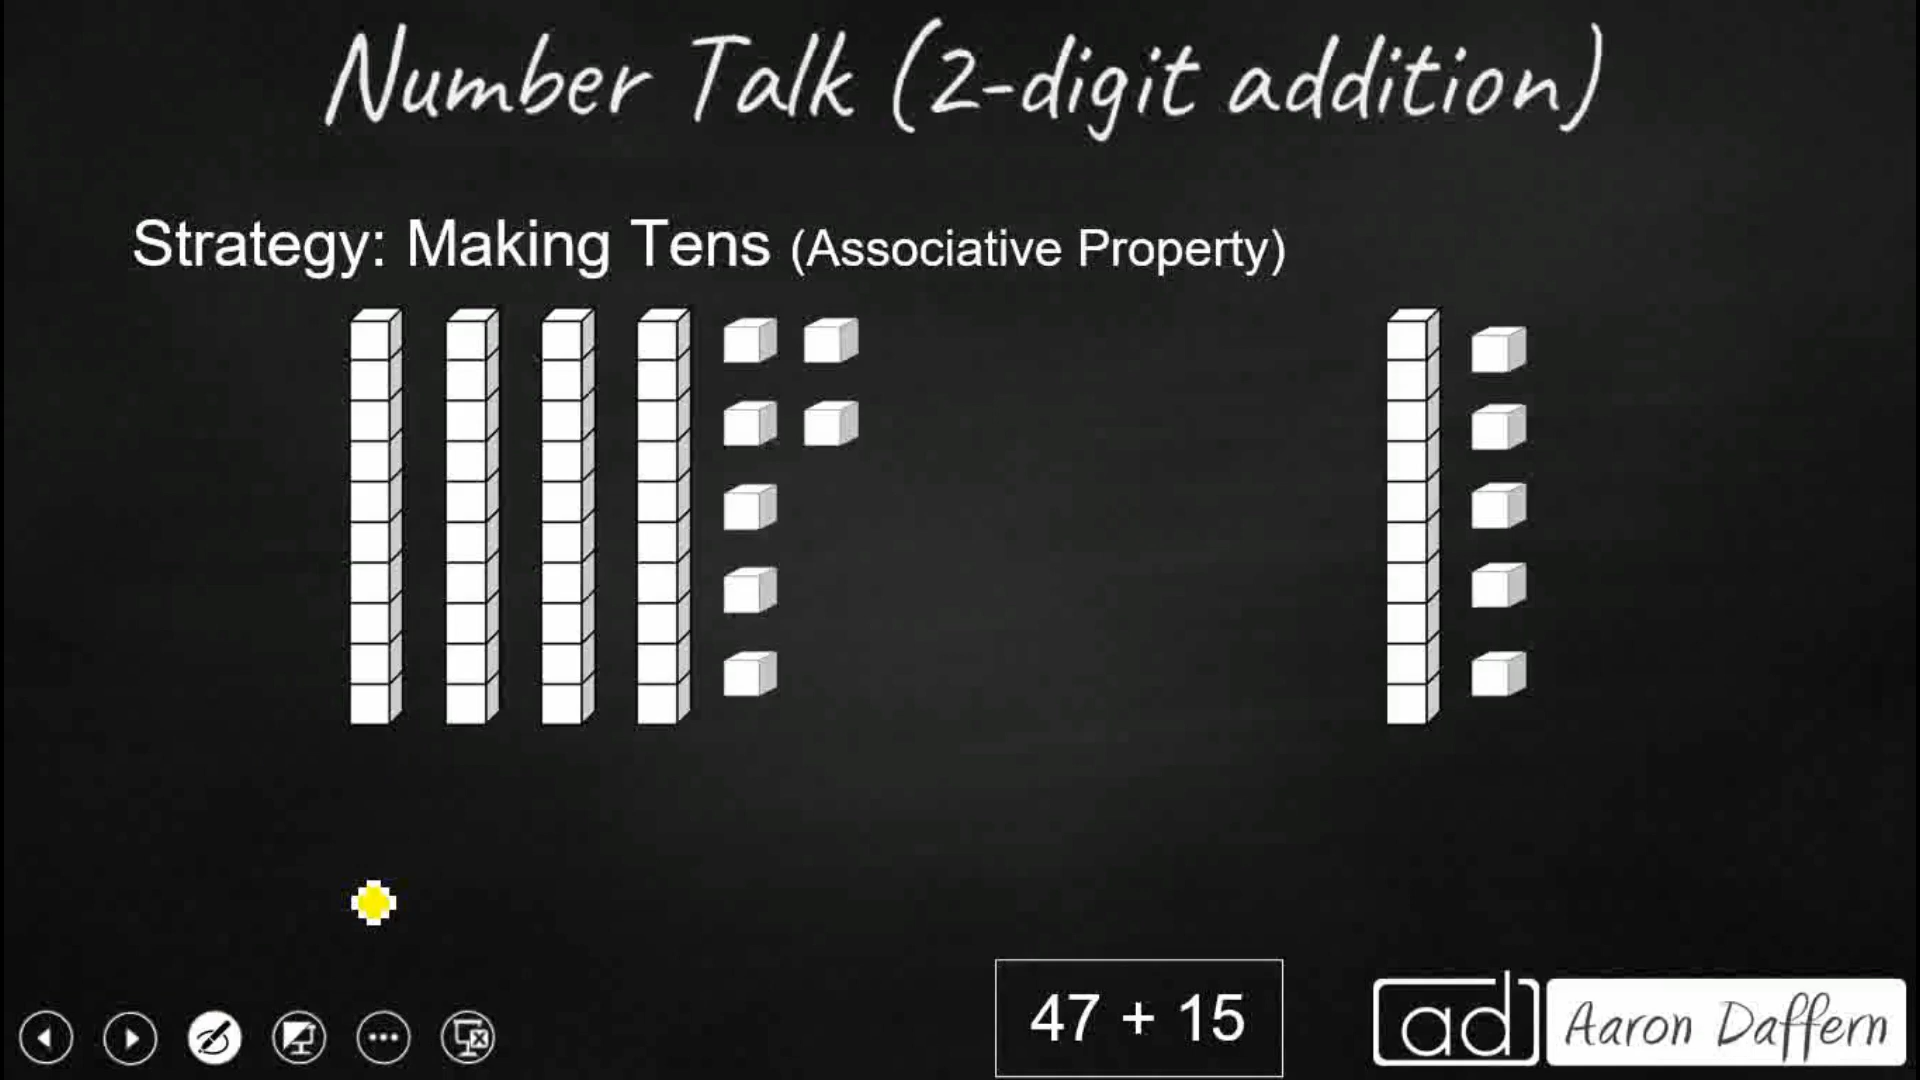 Number Talk (2-digit addition)
Strategy: Making Tens (Associative Property)
47 + 15
ad Aaron Daffern